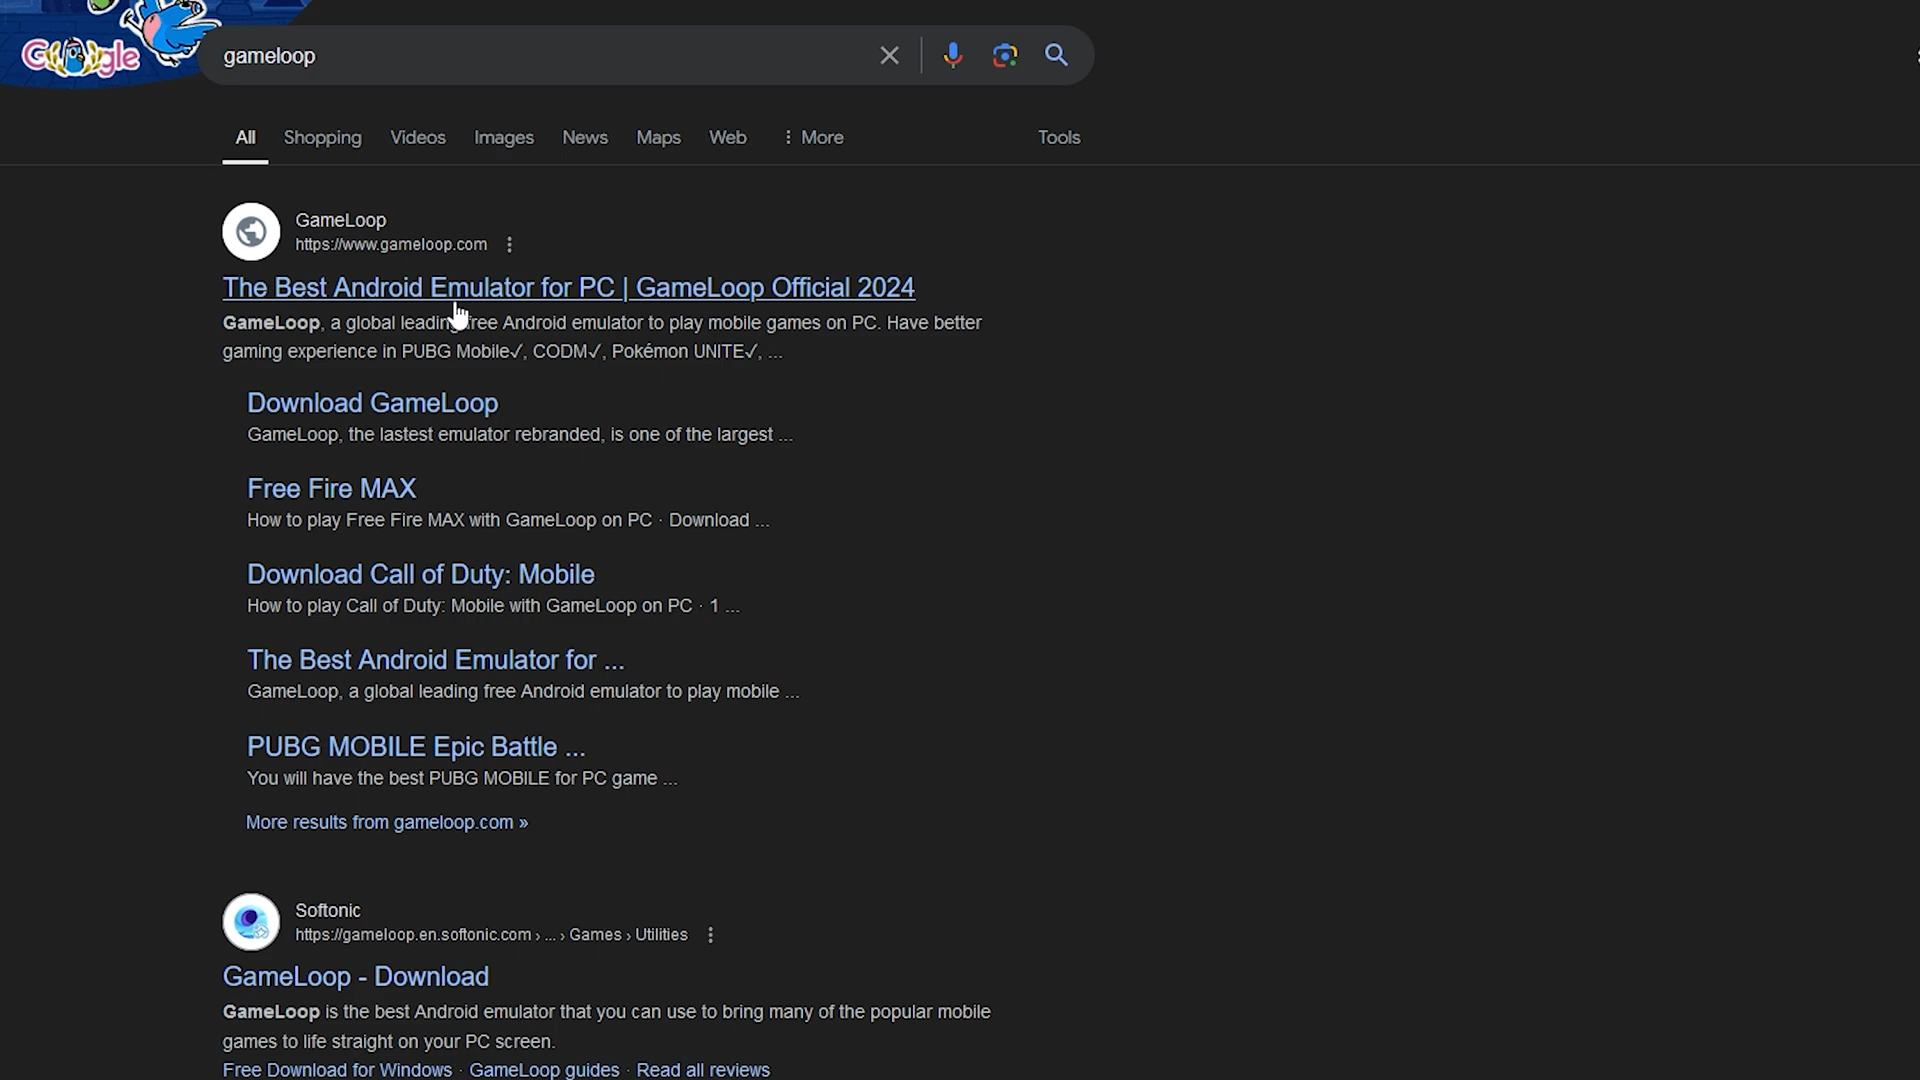 Google
gameloop
All Shopping Videos Images News Maps Web More Tools
GameLoop
https://www.gameloop.com
The Best Android Emulator for PC | GameLoop Official 2024
GameLoop, a global leading free Android emulator to play mobile games on PC. Have better
gaming experience in PUBG Mobile✓, CODM✓, Pokémon UNITE✓, ...
Download GameLoop
GameLoop, the lastest emulator rebranded, is one of the largest ...
Free Fire MAX
How to play Free Fire MAX with GameLoop on PC · Download ...
Download Call of Duty: Mobile
How to play Call of Duty: Mobile with GameLoop on PC · 1 ...
The Best Android Emulator for ...
GameLoop, a global leading free Android emulator to play mobile ...
PUBG MOBILE Epic Battle ...
You will have the best PUBG MOBILE for PC game ...
More results from gameloop.com »
Softonic
https://gameloop.en.softonic.com › ... › Games › Utilities
GameLoop - Download
GameLoop is the best Android emulator that you can use to bring many of the popular mobile
games to life straight on your PC screen.
Free Download for Windows · GameLoop guides · Read all reviews